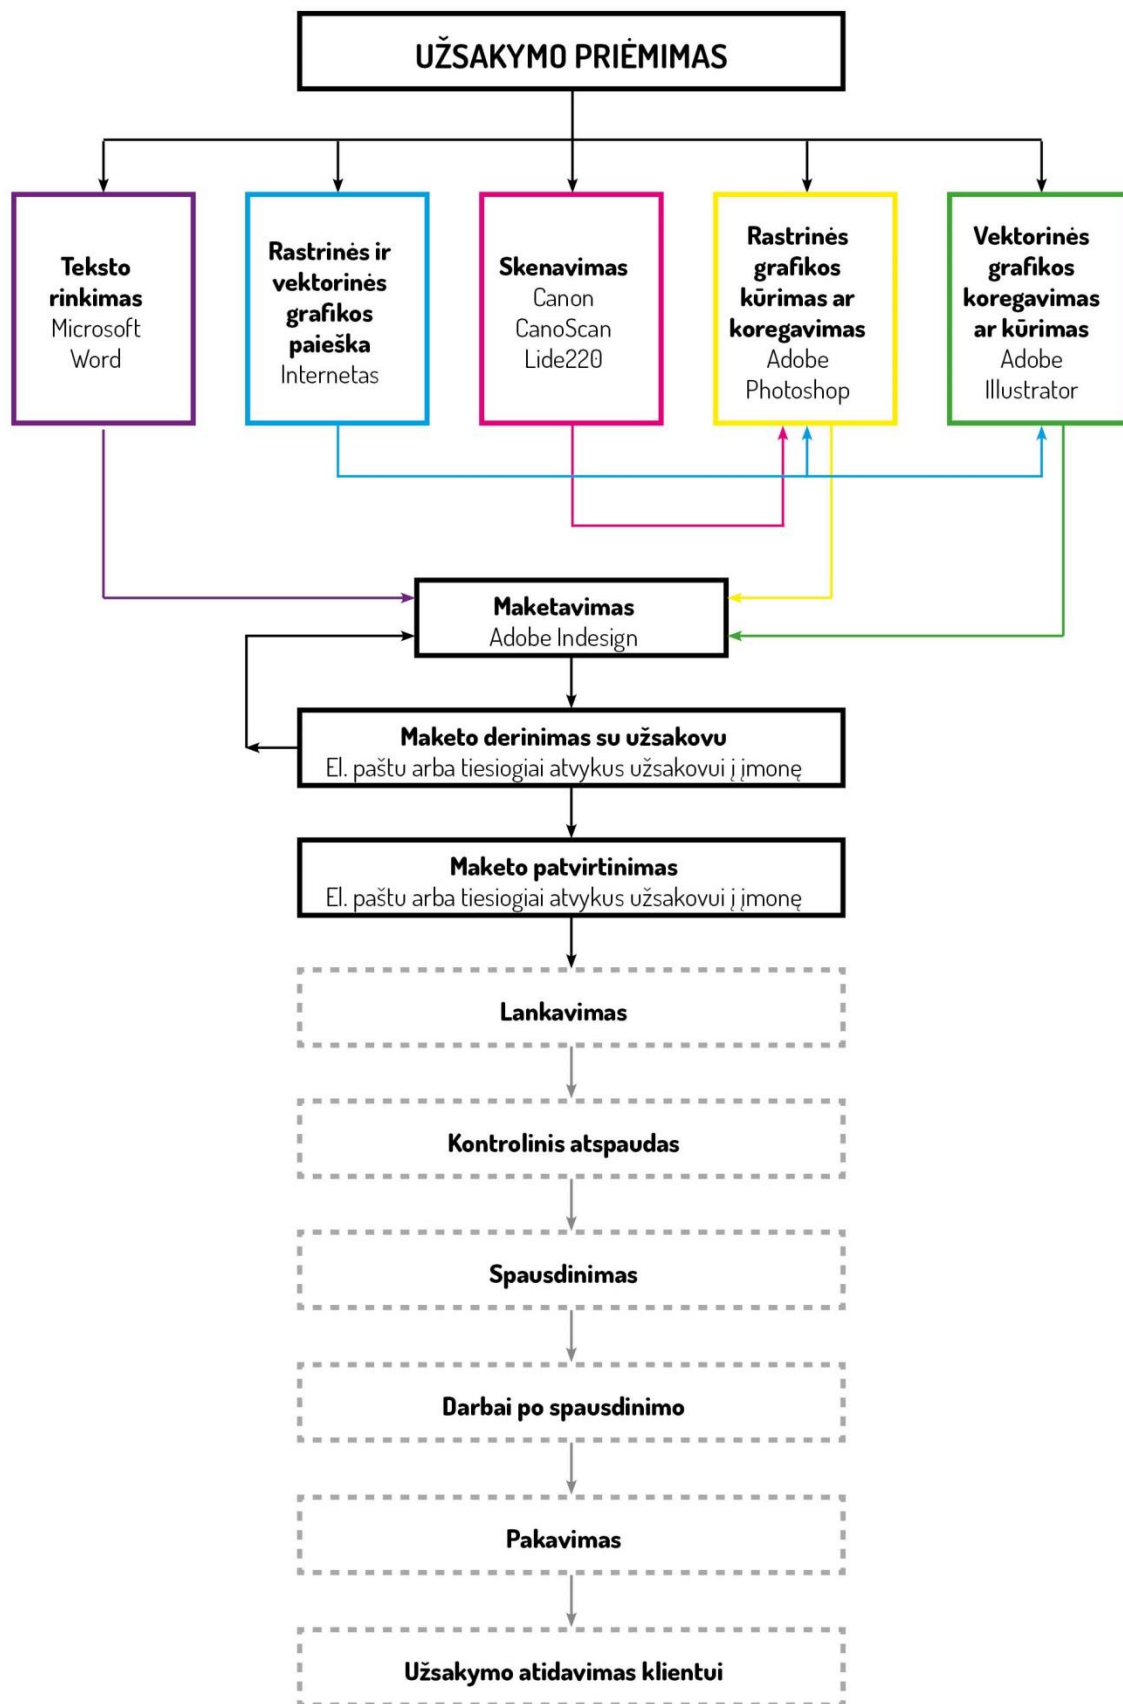 UŽSAKYMO PRIĖMIMAS
Teksto
rinkimas
Microsoft
Word
Rastrinės ir
vektorinės
grafikos
paieška
Internetas
Skenavimas
Canon
CanoScan
Lide220
Rastrinės
grafikos
kūrimas ar
koregavimas
Adobe
Photoshop
Vektorinės
grafikos
koregavimas
ar kūrimas
Adobe
Illustrator
Maketavimas
Adobe Indesign
Maketo derinimas su užsakovu
El. paštu arba tiesiogiai atvykus užsakovui į įmonę
Maketo patvirtinimas
El. paštu arba tiesiogiai atvykus užsakovui į įmonę
Lankavimas
Kontrolinis atspaudas
Spausdinimas
Darbai po spausdinimo
Pakavimas
Užsakymo atidavimas klientui